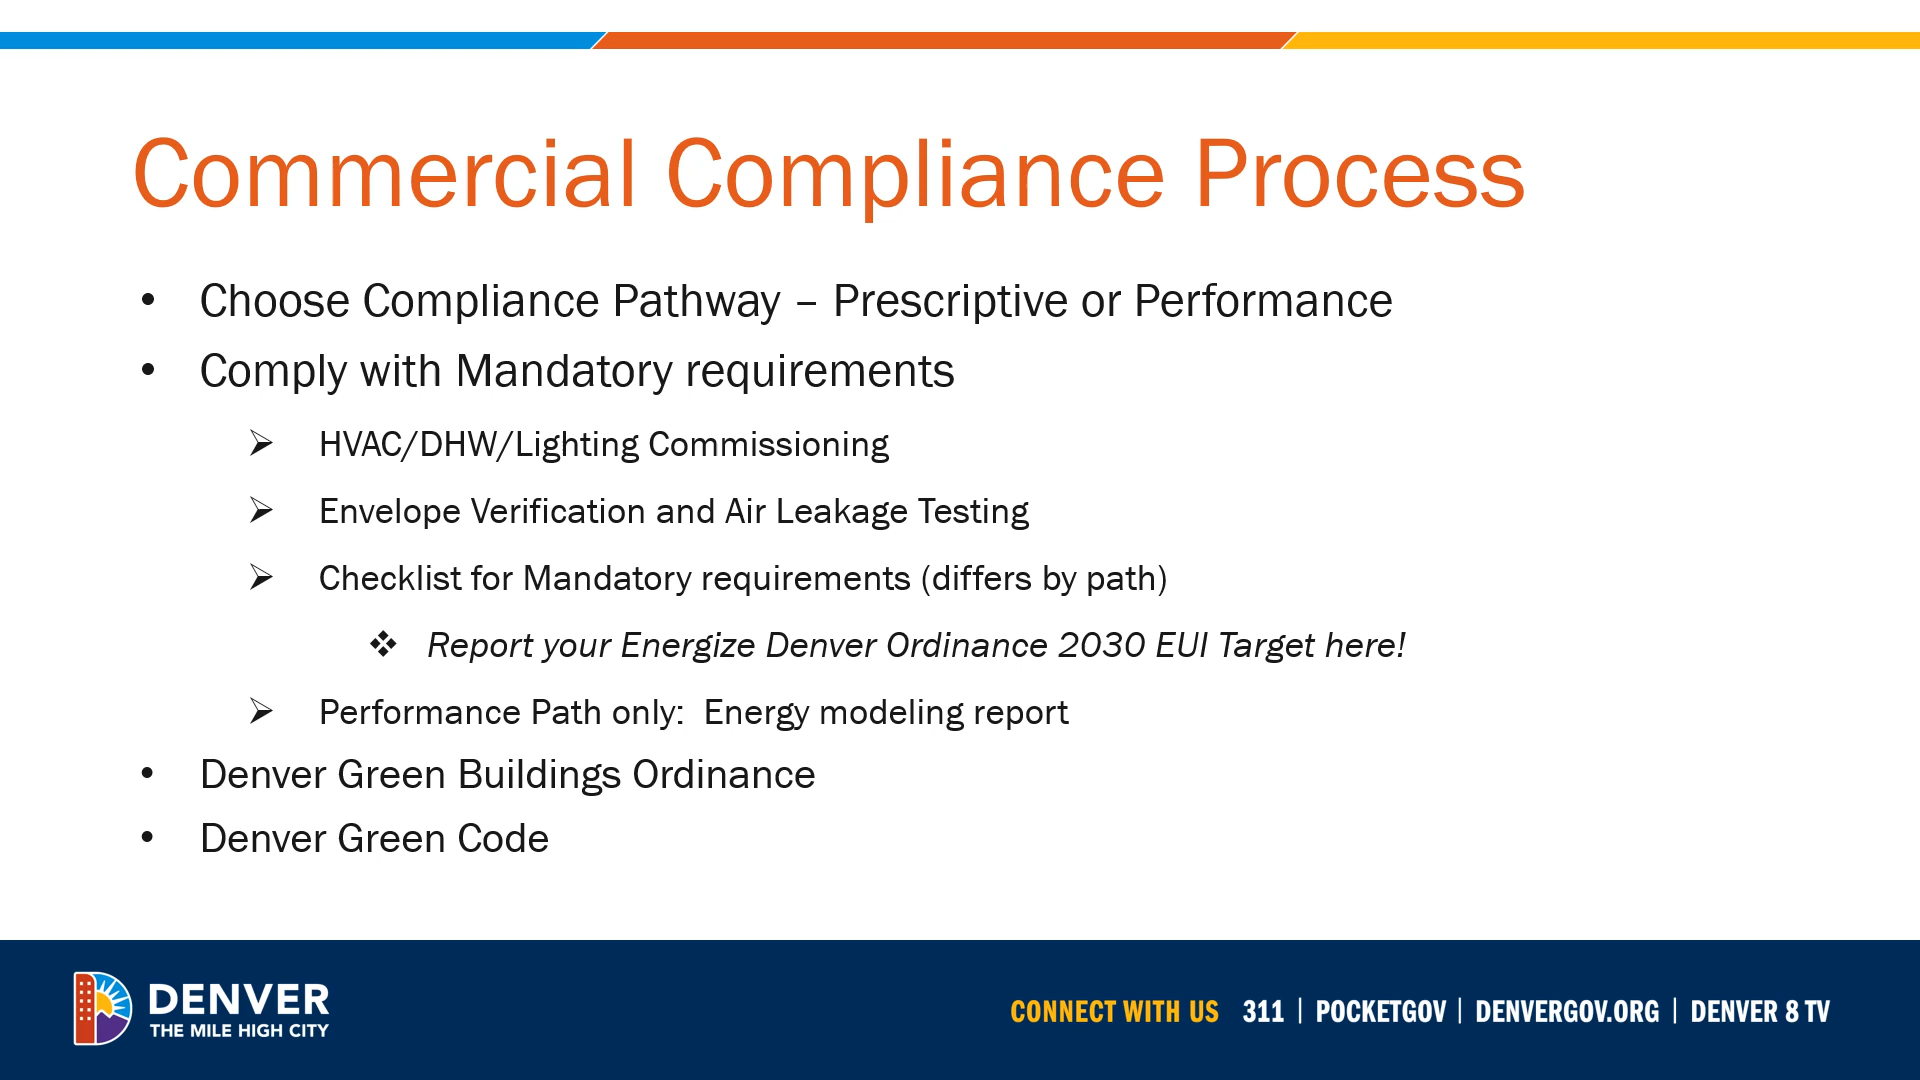 Commercial Compliance Process
• Choose Compliance Pathway – Prescriptive or Performance
• Comply with Mandatory requirements
➢ HVAC/DHW/Lighting Commissioning
➢ Envelope Verification and Air Leakage Testing
➢ Checklist for Mandatory requirements (differs by path)
❖ Report your Energize Denver Ordinance 2030 EUI Target here!
➢ Performance Path only:  Energy modeling report
• Denver Green Buildings Ordinance
• Denver Green Code
DENVER
THE MILE HIGH CITY
CONNECT WITH US 311 | POCKETGOV | DENVERGOV.ORG | DENVER 8 TV